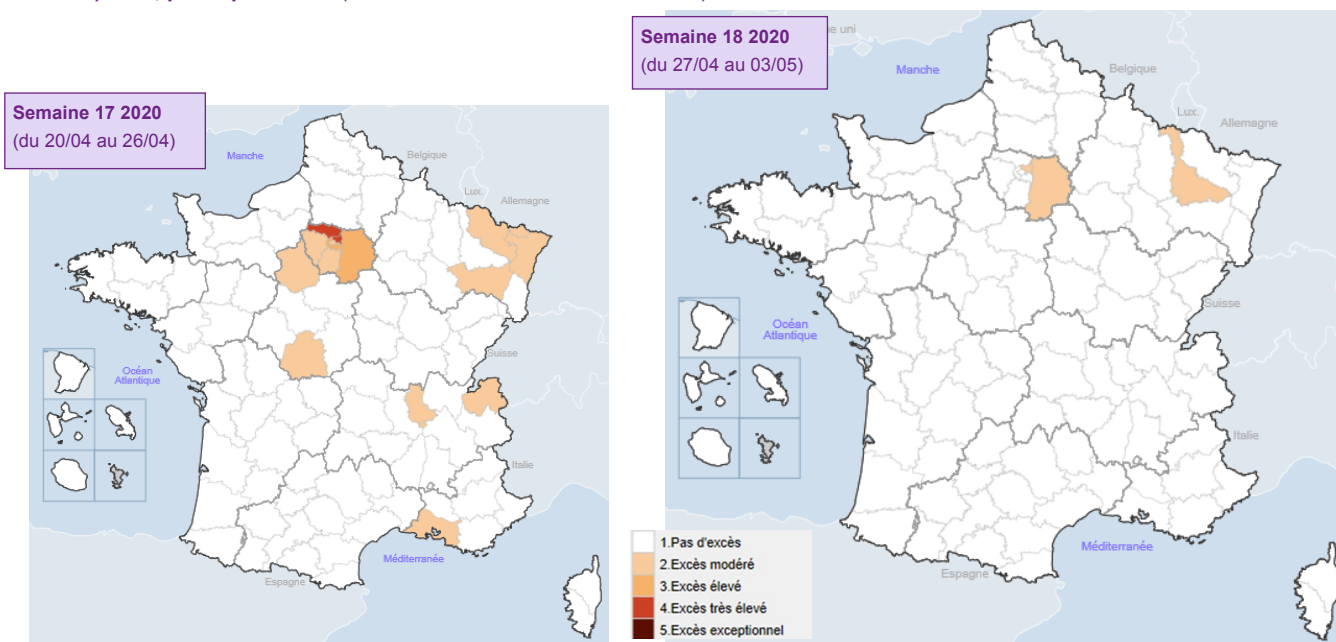 Semaine 17 2020
(du 20/04 au 26/04)
Manche
Belgique
Lux.
Allemagne
Suisse
Océan
Atlantique
Italie
Méditerranée
Espagne
Semaine 18 2020
(du 27/04 au 03/05)
e uni
Manche
Belgique
Lux.
Allemagne
Suisse
Océan
Atlantique
Italie
Méditerranée
Espagne
1.Pas d'excès
2.Excès modéré
3.Excès élevé
4.Excès très élevé
5.Excès exceptionnel